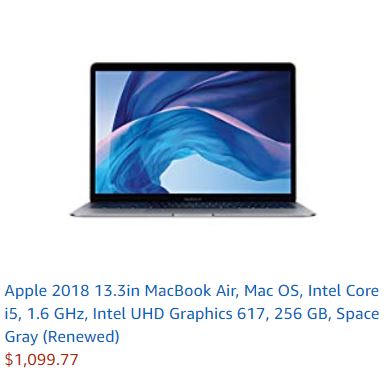 Apple 2018 13.3in MacBook Air, Mac OS, Intel Core
i5, 1.6 GHz, Intel UHD Graphics 617, 256 GB, Space
Gray (Renewed)
$1,099.77